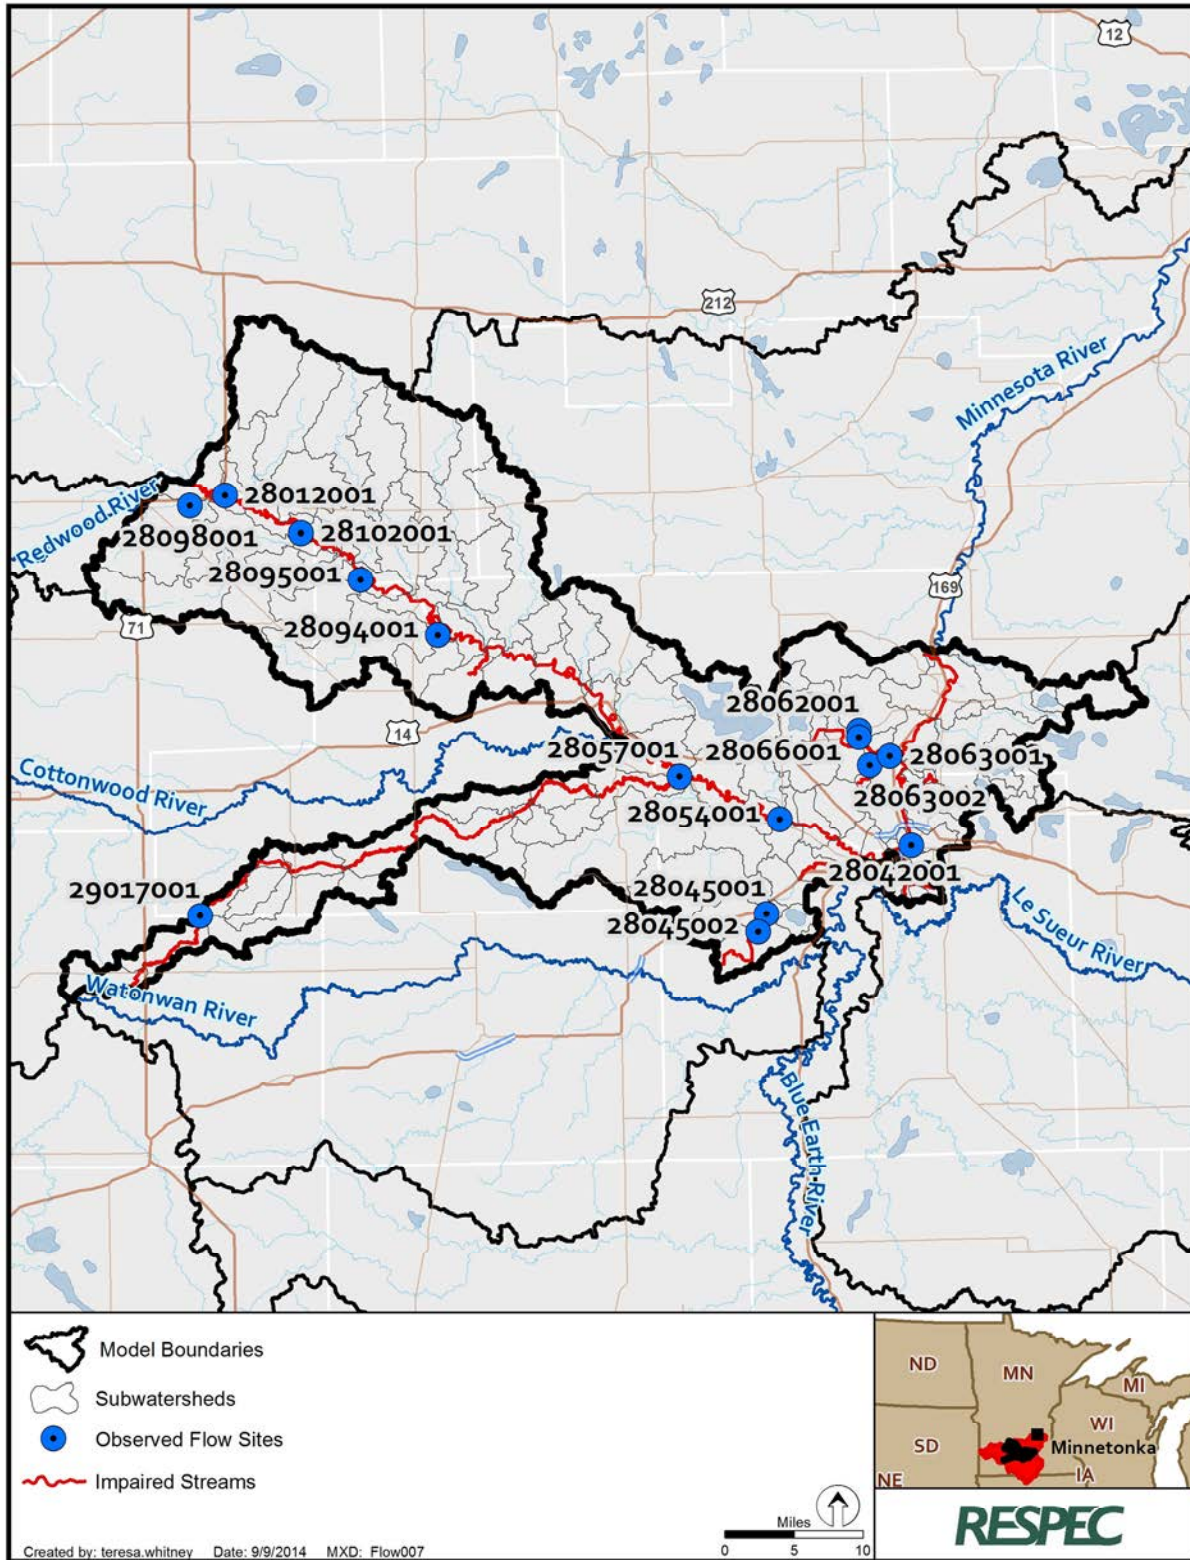 12
212
Minnesota River
28012001
Redwood River
28098001
28102001
28095001
169
28094001
71
28062001
14
28057001
28066001
28063001
Cottonwood River
28063002
28054001
28042001
29017001
28045001
28045002
Le Sueur River
Watonwan River
Blue Earth River
Model Boundaries
Subwatersheds
Observed Flow Sites
Impaired Streams
Miles
0 5 10
Created by: teresa.whitney Date: 9/9/2014 MXD: Flow007
ND
MN
MI
WI
SD
Minnetonka
NE
IA
RESPEC